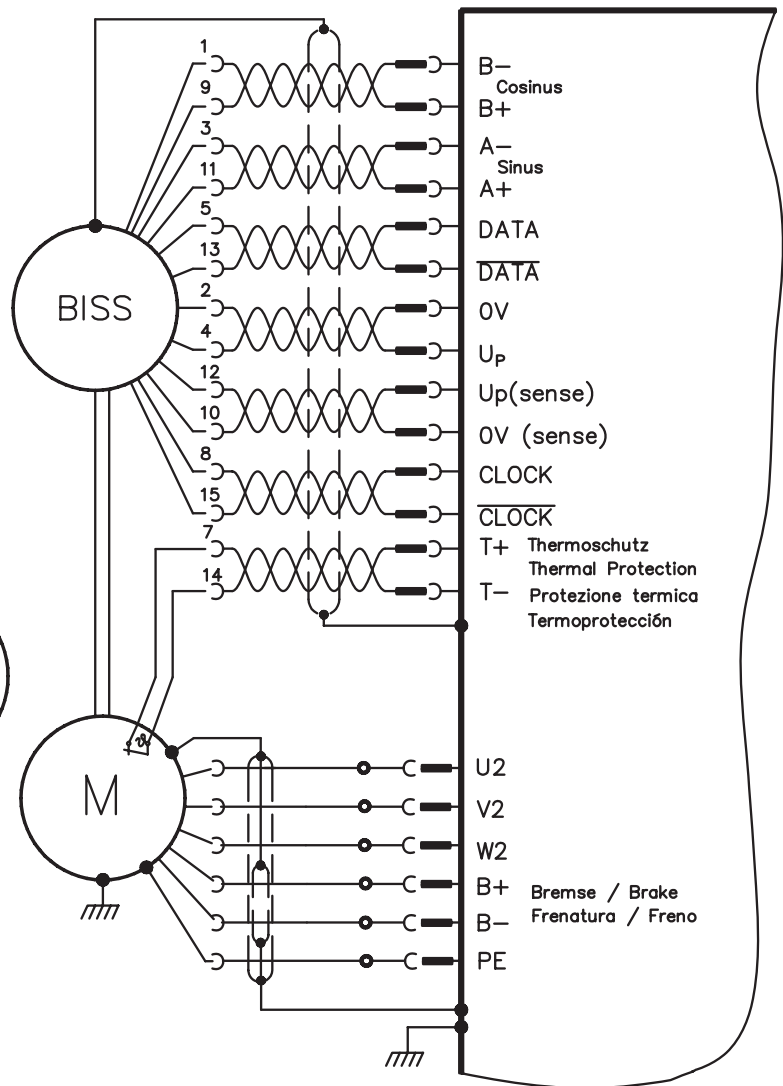 1
B−
Cosinus
9
B+
3
A−
Sinus
11
A+
5
DATA
13
D̅A̅T̅A̅
2
0V
4
UP
12
Up(sense)
10
0V (sense)
8
CLOCK
15
C̅L̅O̅C̅K̅
7
T+ Thermoschutz
Thermal Protection
14
T− Protezione termica
Termoprotección
BISS
ϑ
M
U2
V2
W2
B+
Bremse / Brake
B−
Frenatura / Freno
PE